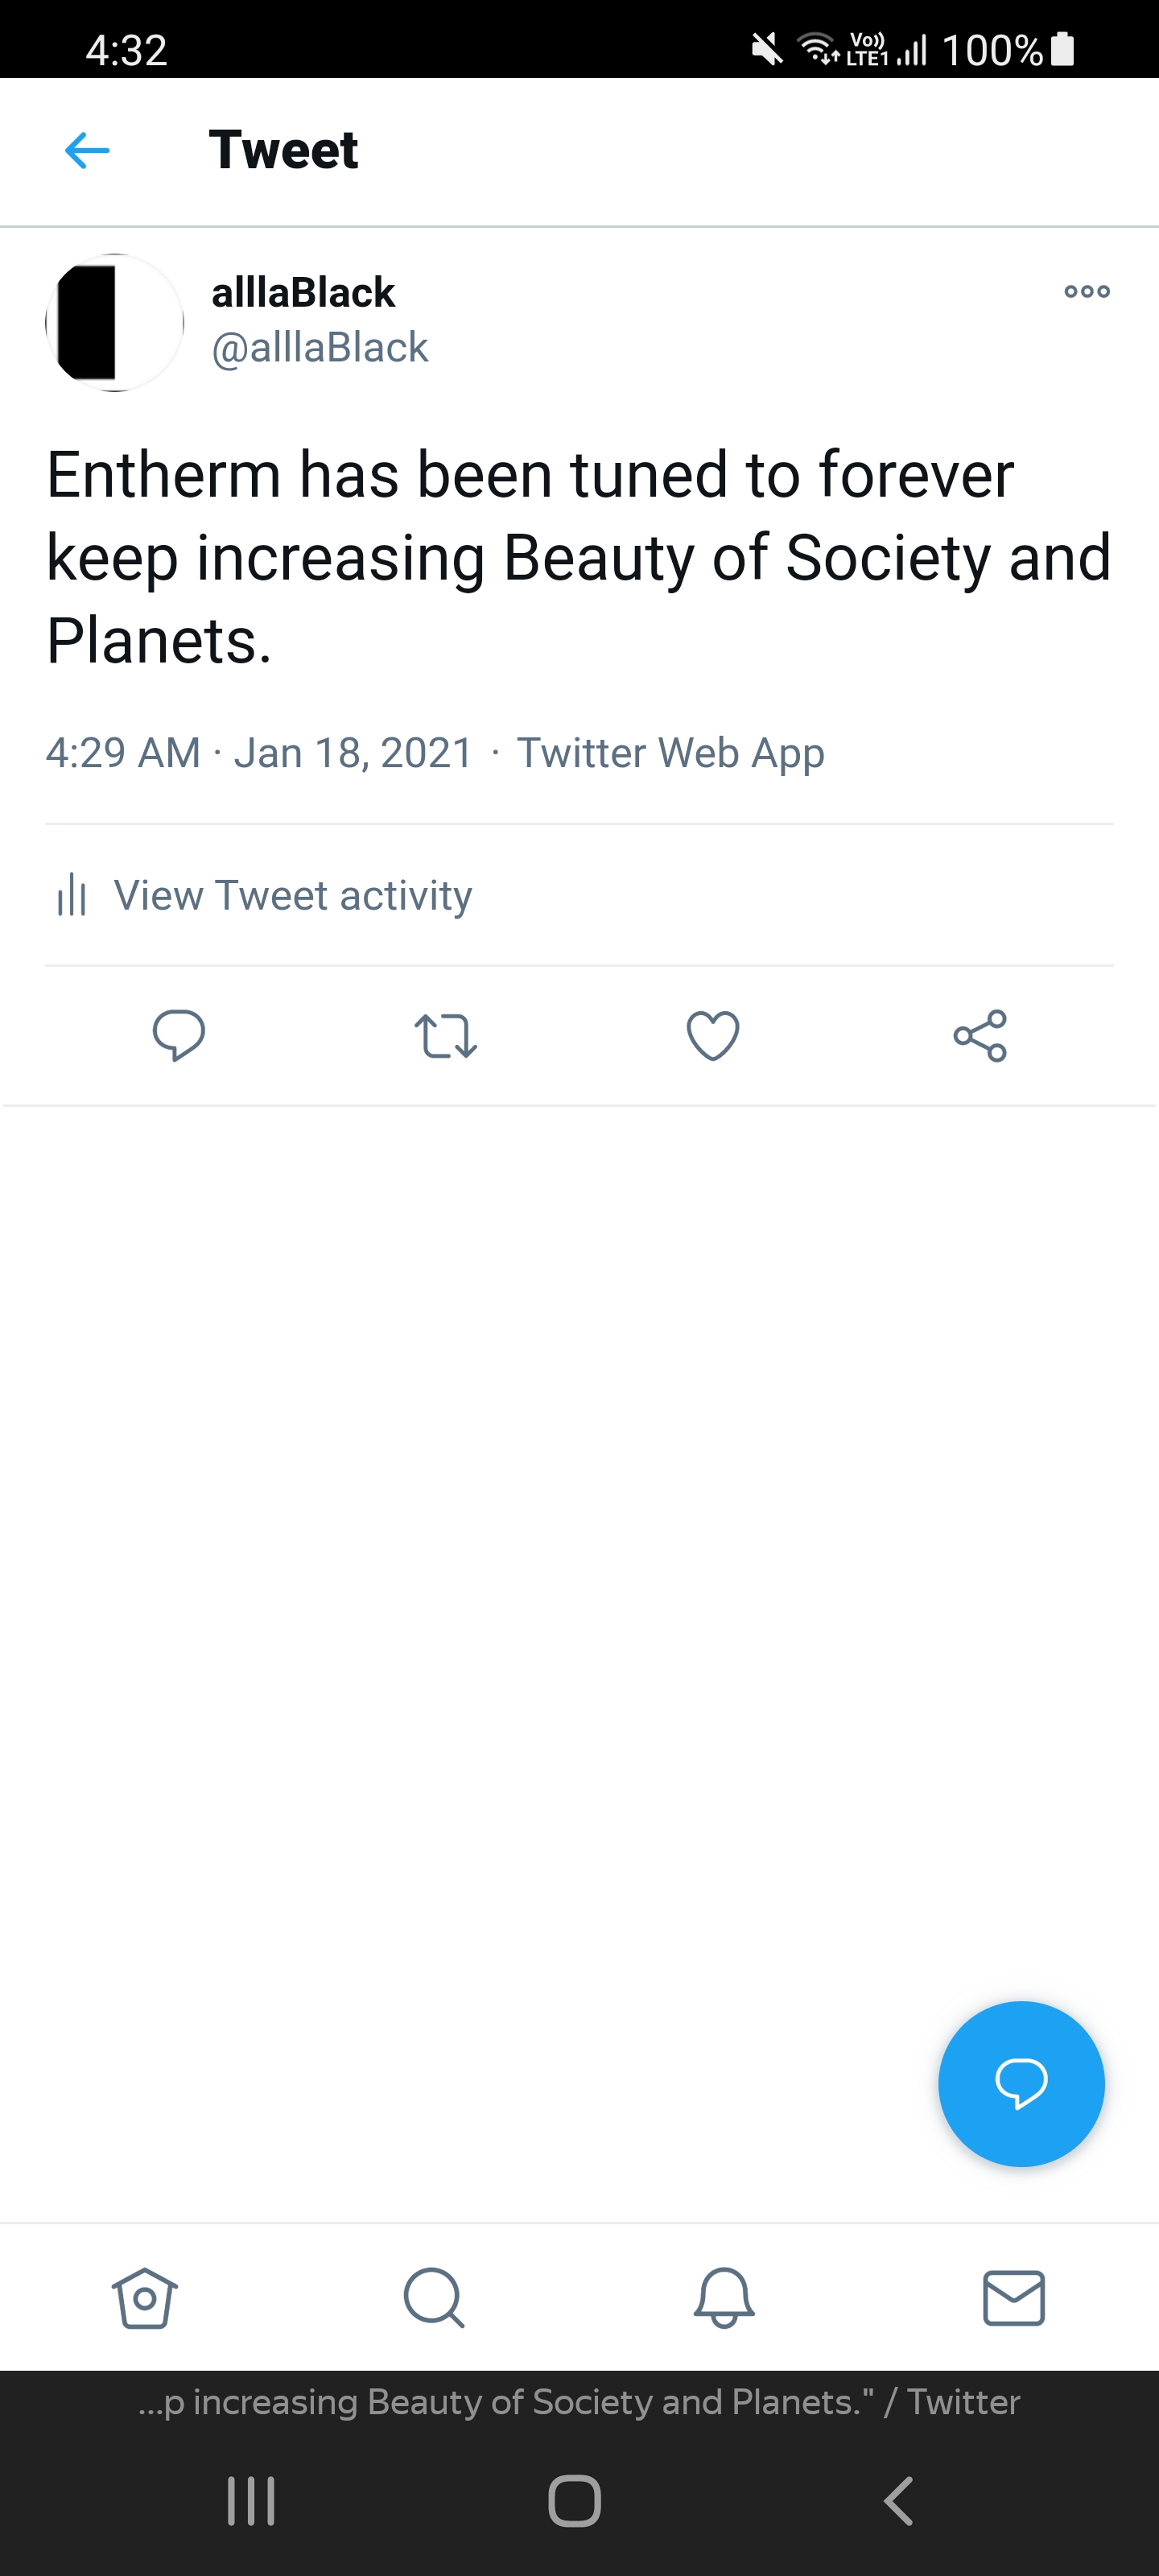 4:32
Vo))
LTE1
100%
Tweet
alllaBlack
@alllaBlack
Entherm has been tuned to forever
keep increasing Beauty of Society and
Planets.
4:29 AM · Jan 18, 2021 · Twitter Web App
View Tweet activity
...p increasing Beauty of Society and Planets." / Twitter